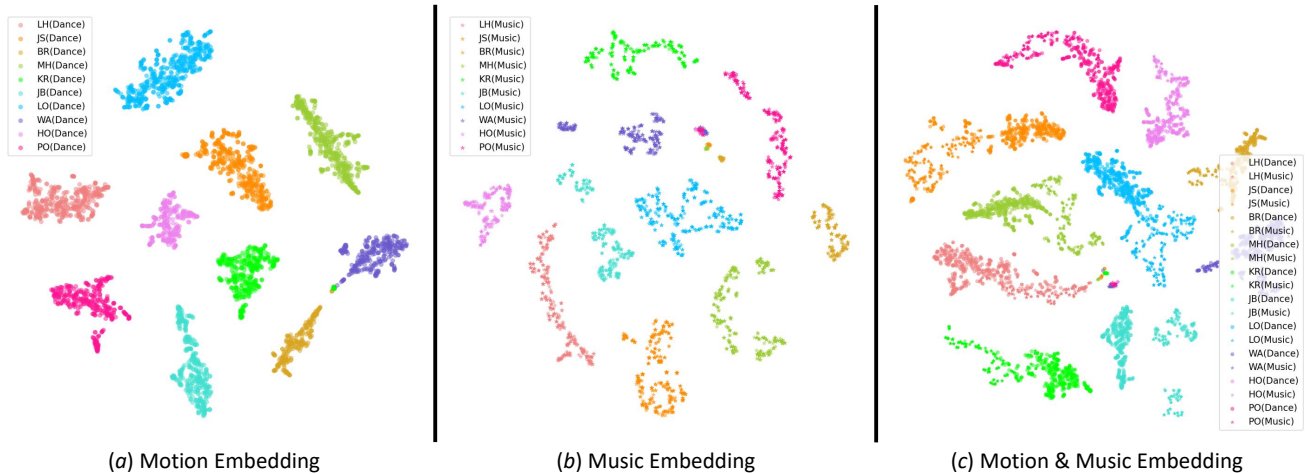 LH(Dance)
JS(Dance)
BR(Dance)
MH(Dance)
KR(Dance)
JB(Dance)
LO(Dance)
WA(Dance)
HO(Dance)
PO(Dance)
(a) Motion Embedding
LH(Music)
JS(Music)
BR(Music)
MH(Music)
KR(Music)
JB(Music)
LO(Music)
WA(Music)
HO(Music)
PO(Music)
(b) Music Embedding
LH(Dance)
LH(Music)
JS(Dance)
JS(Music)
BR(Dance)
BR(Music)
MH(Dance)
MH(Music)
KR(Dance)
KR(Music)
JB(Dance)
JB(Music)
LO(Dance)
LO(Music)
WA(Dance)
WA(Music)
HO(Dance)
HO(Music)
PO(Dance)
PO(Music)
(c) Motion & Music Embedding